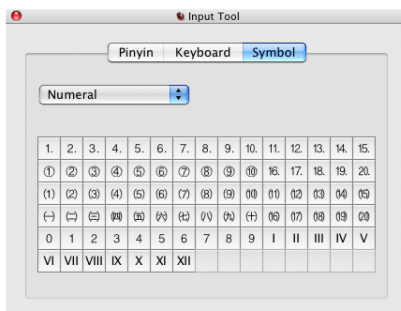 Input Tool
Pinyin Keyboard Symbol
Numeral
1. 2. 3. 4. 5. 6. 7. 8. 9. 10. 11. 12. 13. 14. 15.
① ② ③ ④ ⑤ ⑥ ⑦ ⑧ ⑨ ⑩ 16. 17. 18. 19. 20.
⑴ ⑵ ⑶ ⑷ ⑸ ⑹ ⑺ ⑻ ⑼ ⑽ ⑾ ⑿ ⒀ ⒁ ⒂
㈠ ㈡ ㈢ ㈣ ㈤ ㈥ ㈦ ㈧ ㈨ ㈩ ⒃ ⒄ ⒅ ⒆ ⒇
0 1 2 3 4 5 6 7 8 9 Ⅰ Ⅱ Ⅲ Ⅳ Ⅴ
Ⅵ Ⅶ Ⅷ Ⅸ Ⅹ Ⅺ Ⅻ